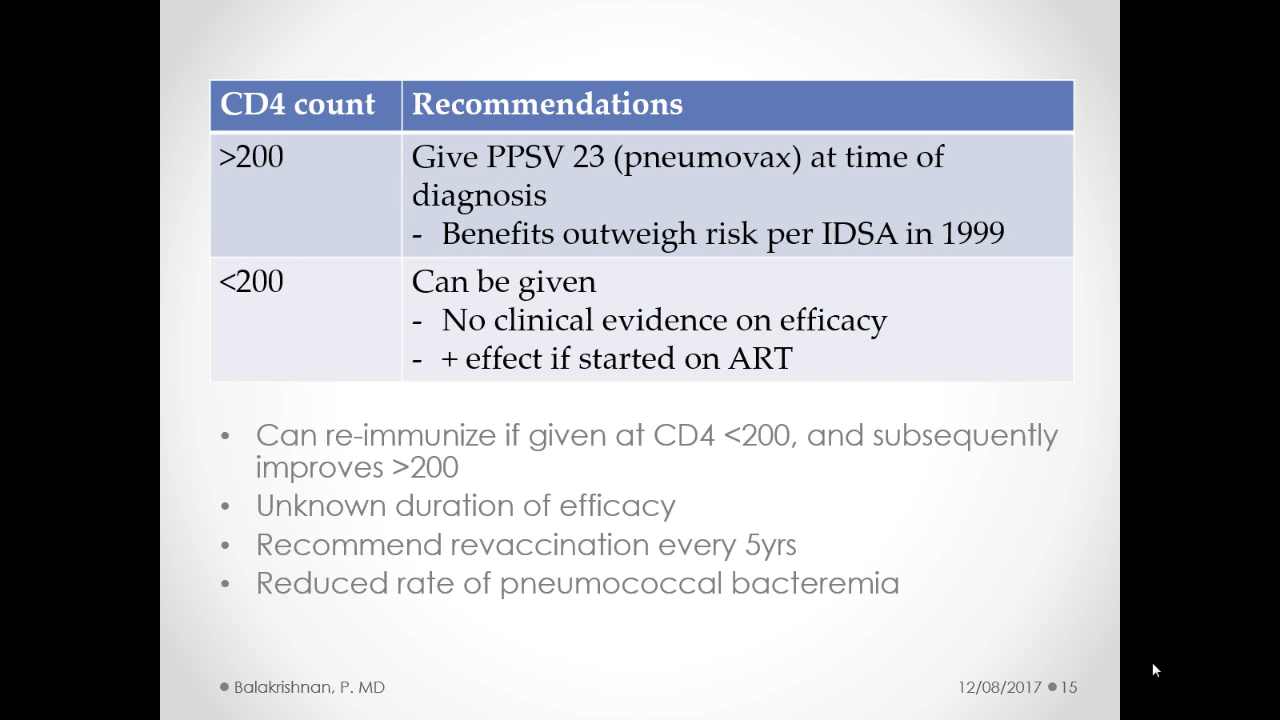 CD4 count
Recommendations
>200
Give PPSV 23 (pneumovax) at time of
diagnosis
- Benefits outweigh risk per IDSA in 1999
<200
Can be given
- No clinical evidence on efficacy
- + effect if started on ART
• Can re-immunize if given at CD4 <200, and subsequently
improves >200
• Unknown duration of efficacy
• Recommend revaccination every 5yrs
• Reduced rate of pneumococcal bacteremia
● Balakrishnan, P. MD
12/08/2017 ● 15